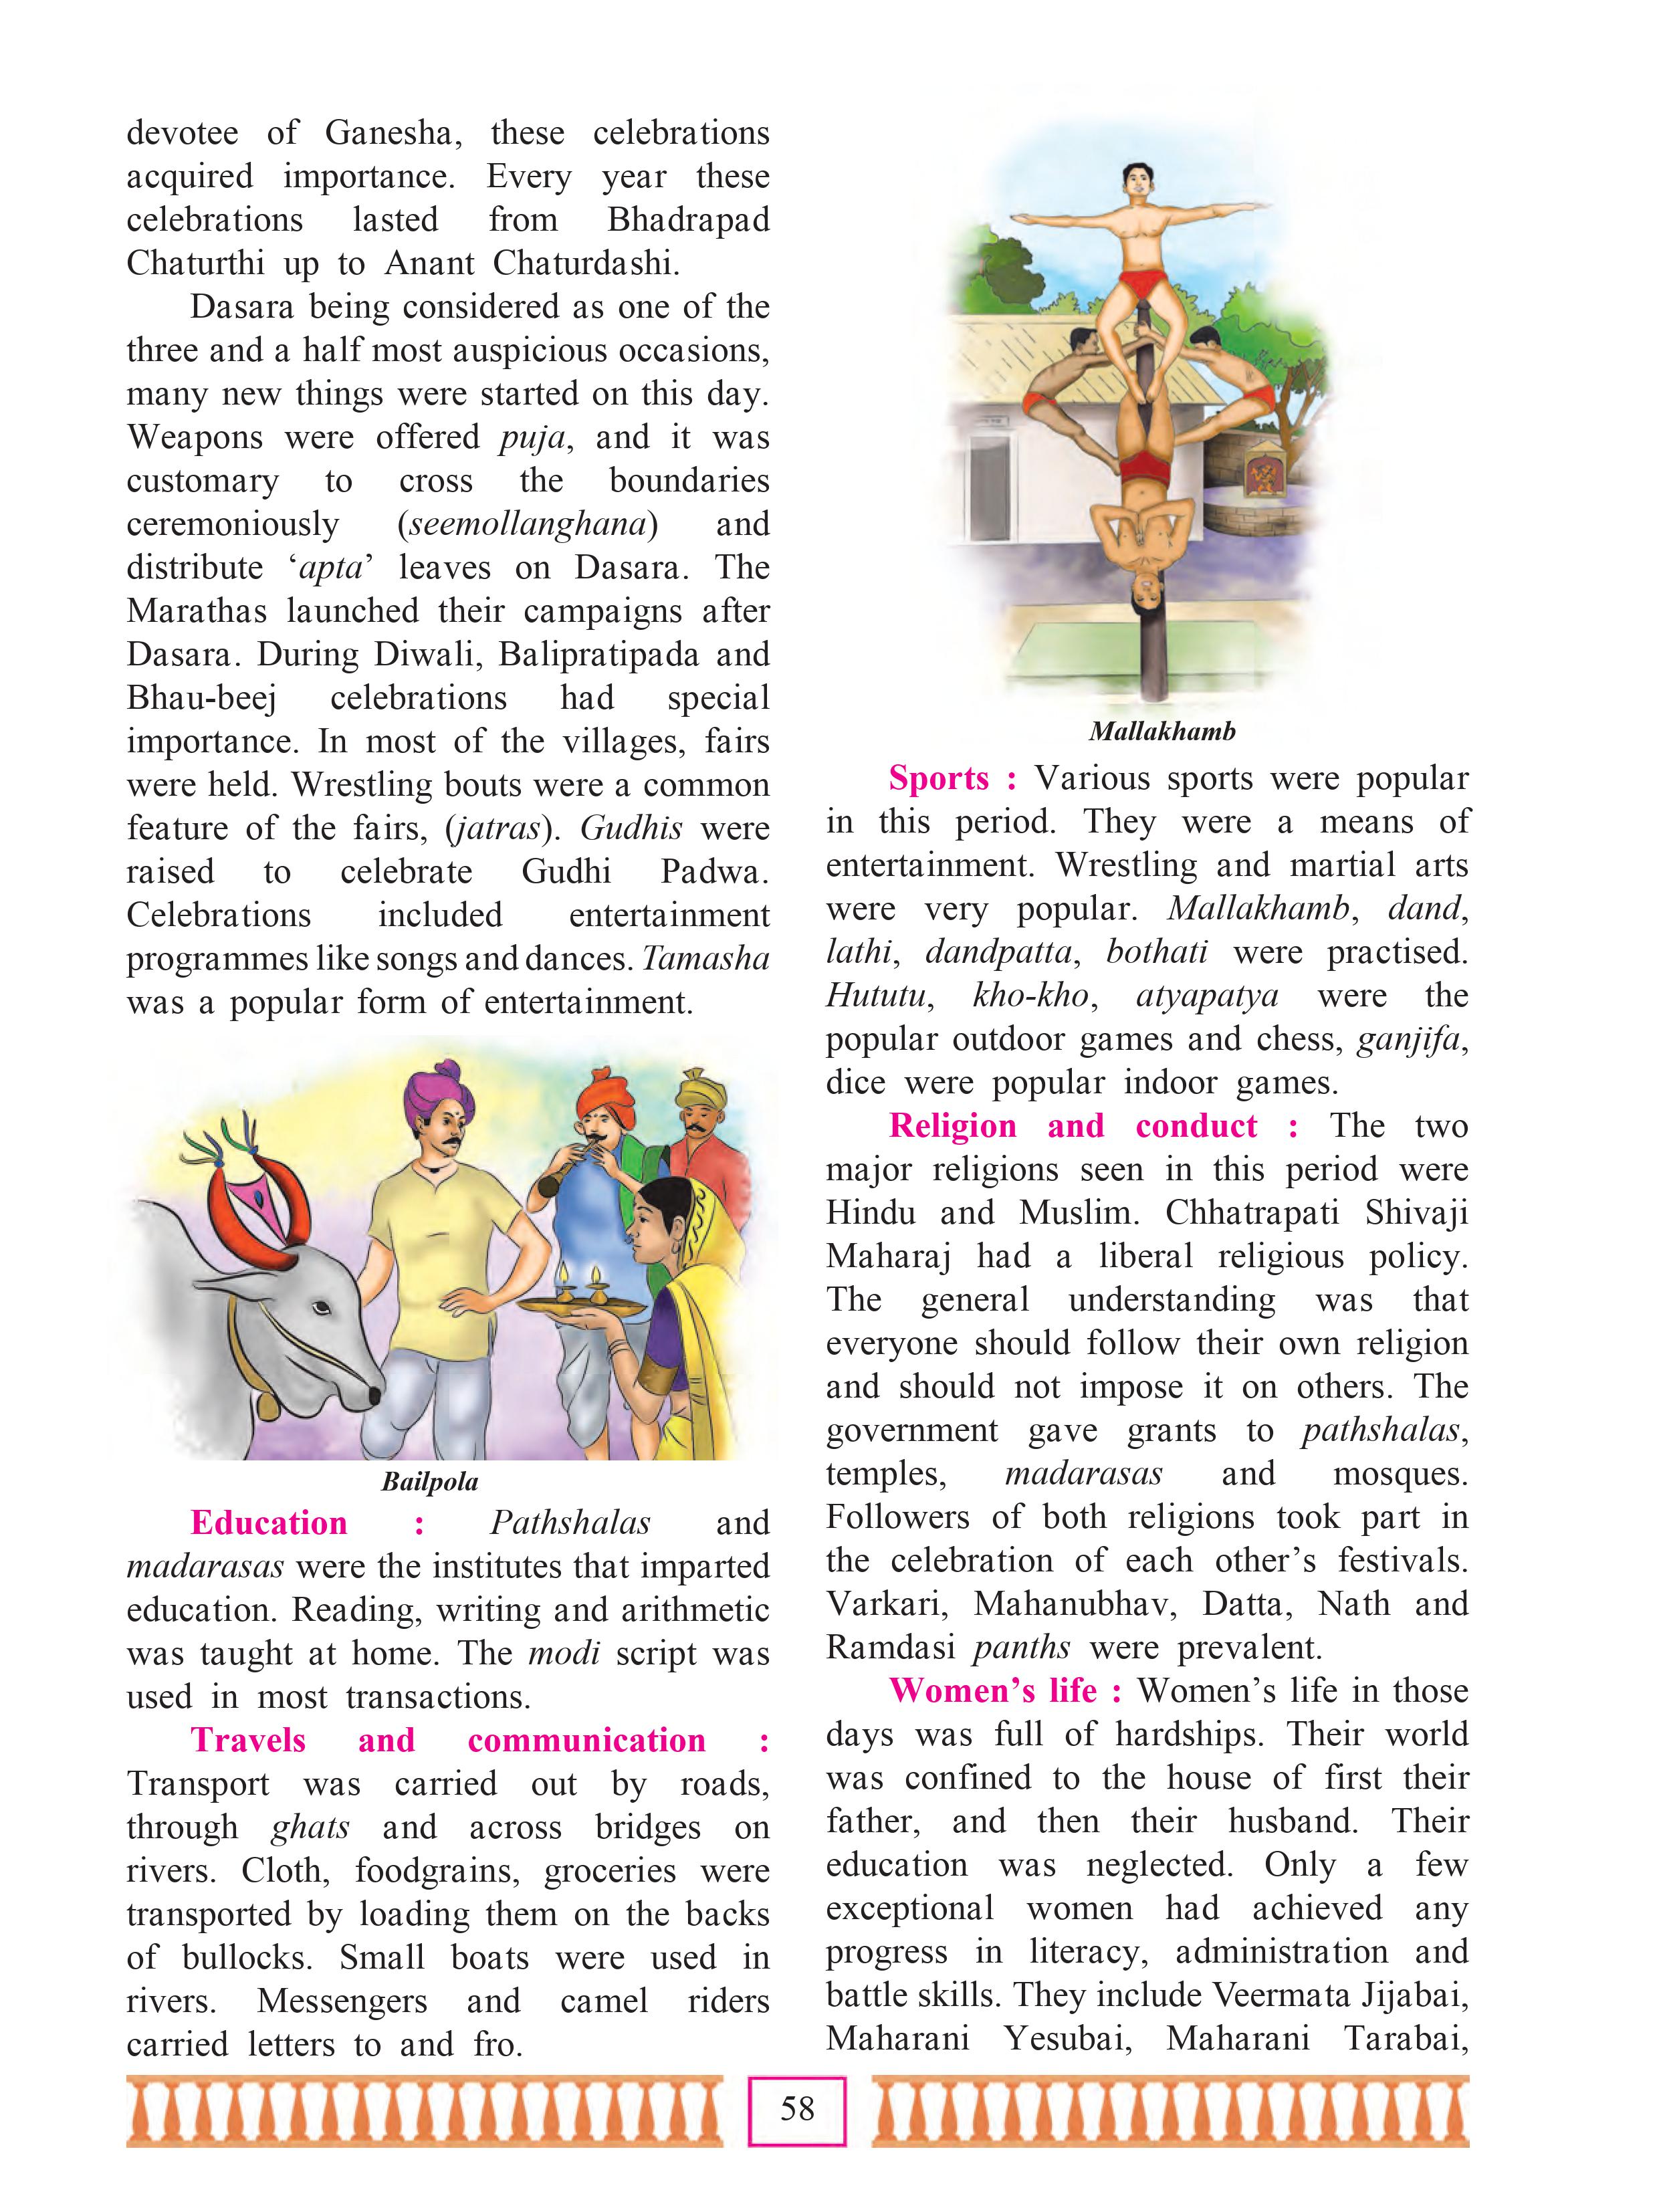 devotee of Ganesha, these celebrations
acquired importance. Every year these
celebrations lasted from Bhadrapad
Chaturthi up to Anant Chaturdashi.
Dasara being considered as one of the
three and a half most auspicious occasions,
many new things were started on this day.
Weapons were offered puja, and it was
customary to cross the boundaries
ceremoniously (seemollanghana) and
distribute ‘apta’ leaves on Dasara. The
Marathas launched their campaigns after
Dasara. During Diwali, Balipratipada and
Bhau-beej celebrations had special
importance. In most of the villages, fairs
were held. Wrestling bouts were a common
feature of the fairs, (jatras). Gudhis were
raised to celebrate Gudhi Padwa.
Celebrations included entertainment
programmes like songs and dances. Tamasha
was a popular form of entertainment.
Bailpola
Education : Pathshalas and
madarasas were the institutes that imparted
education. Reading, writing and arithmetic
was taught at home. The modi script was
used in most transactions.
Travels and communication :
Transport was carried out by roads,
through ghats and across bridges on
rivers. Cloth, foodgrains, groceries were
transported by loading them on the backs
of bullocks. Small boats were used in
rivers. Messengers and camel riders
carried letters to and fro.
Mallakhamb
Sports : Various sports were popular
in this period. They were a means of
entertainment. Wrestling and martial arts
were very popular. Mallakhamb, dand,
lathi, dandpatta, bothati were practised.
Hututu, kho-kho, atyapatya were the
popular outdoor games and chess, ganjifa,
dice were popular indoor games.
Religion and conduct : The two
major religions seen in this period were
Hindu and Muslim. Chhatrapati Shivaji
Maharaj had a liberal religious policy.
The general understanding was that
everyone should follow their own religion
and should not impose it on others. The
government gave grants to pathshalas,
temples, madarasas and mosques.
Followers of both religions took part in
the celebration of each other’s festivals.
Varkari, Mahanubhav, Datta, Nath and
Ramdasi panths were prevalent.
Women’s life : Women’s life in those
days was full of hardships. Their world
was confined to the house of first their
father, and then their husband. Their
education was neglected. Only a few
exceptional women had achieved any
progress in literacy, administration and
battle skills. They include Veermata Jijabai,
Maharani Yesubai, Maharani Tarabai,
58